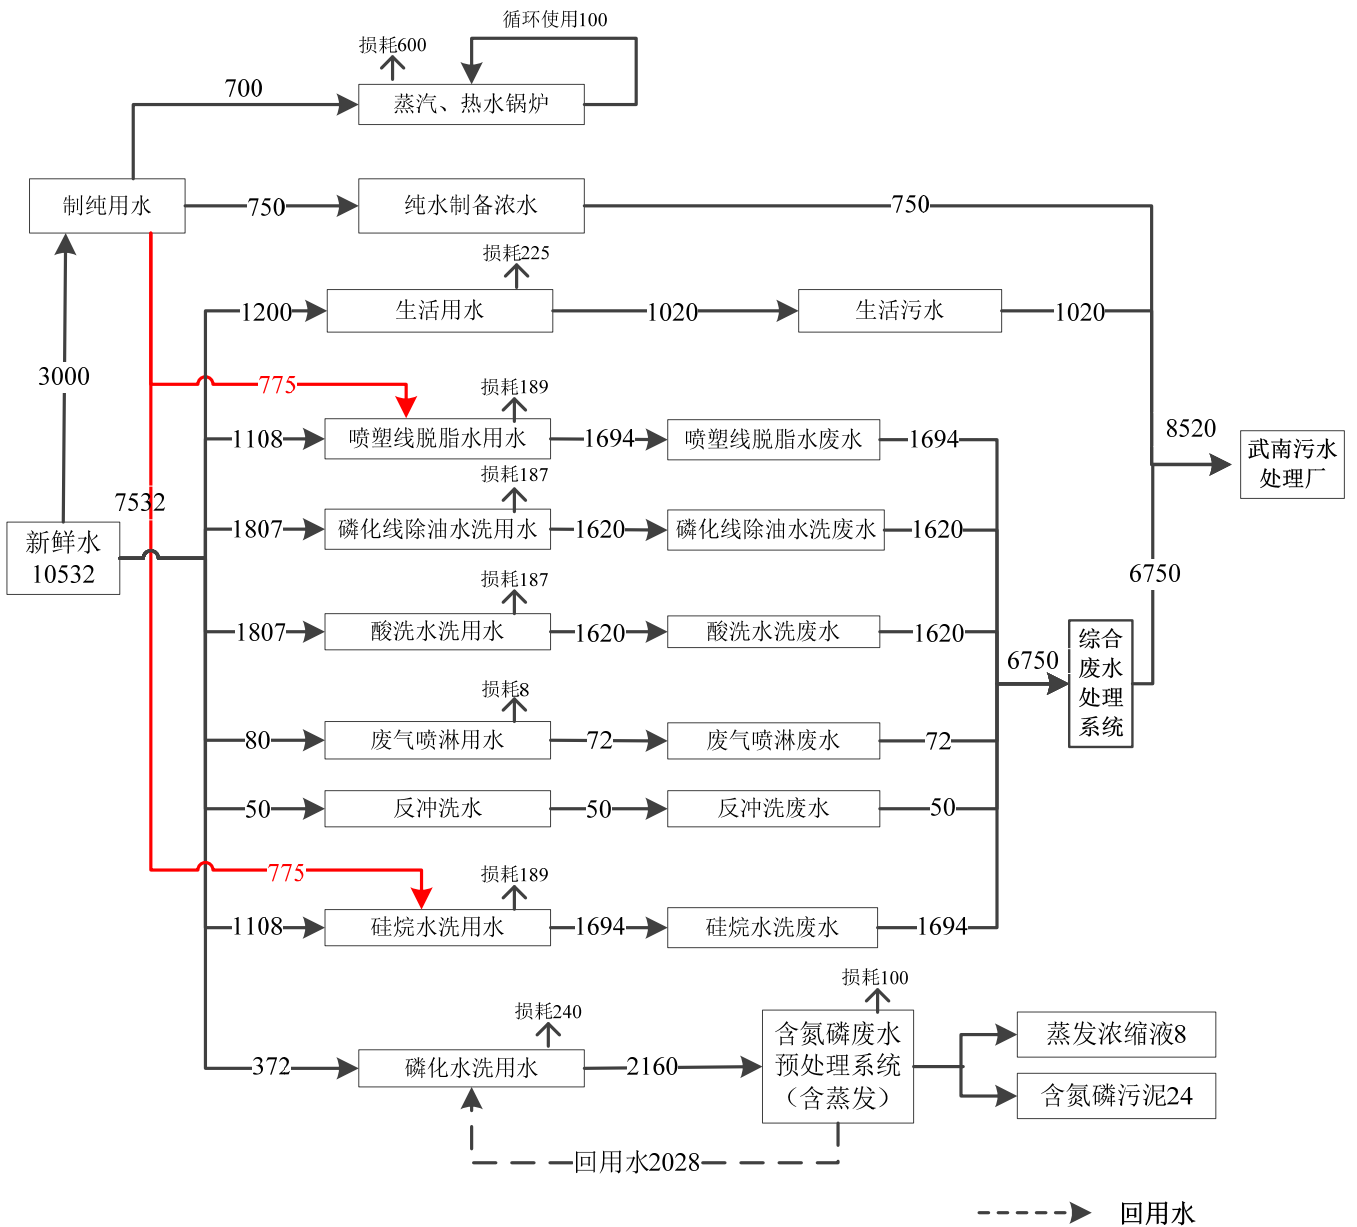 循环使用100
损耗600
700
蒸汽、热水锅炉
制纯用水
750
纯水制备浓水
750
损耗225
1200
生活用水
1020
生活污水
1020
3000
775
损耗189
1108
喷塑线脱脂水用水
1694
喷塑线脱脂水废水
1694
8520
武南污水
处理厂
损耗187
7532
1807
磷化线除油水洗用水
1620
磷化线除油水洗废水
1620
新鲜水
10532
6750
损耗187
1807
酸洗水洗用水
1620
酸洗水洗废水
1620
6750
综合
废水
处理
系统
损耗8
80
废气喷淋用水
72
废气喷淋废水
72
50
反冲洗水
50
反冲洗废水
50
775
损耗189
1108
硅烷水洗用水
1694
硅烷水洗废水
1694
损耗100
损耗240
372
磷化水洗用水
2160
含氮磷废水
预处理系统
（含蒸发）
蒸发浓缩液8
含氮磷污泥24
回用水2028
回用水